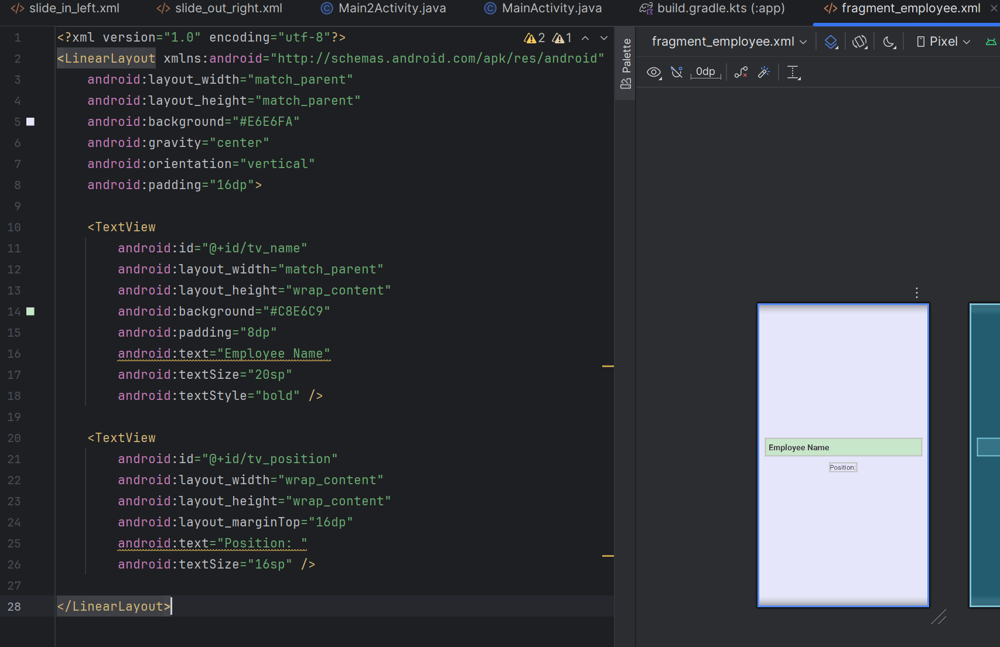 slide_in_left.xml
slide_out_right.xml
Main2Activity.java
MainActivity.java
build.gradle.kts (:app)
fragment_employee.xml
1 <?xml version="1.0" encoding="utf-8"?>
2 1
2 <LinearLayout xmlns:android="http://schemas.android.com/apk/res/android"
3 android:layout_width="match_parent"
4 android:layout_height="match_parent"
5 android:background="#E6E6FA"
6 android:gravity="center"
7 android:orientation="vertical"
8 android:padding="16dp">
9
10 <TextView
11 android:id="@+id/tv_name"
12 android:layout_width="match_parent"
13 android:layout_height="wrap_content"
14 android:background="#C8E6C9"
15 android:padding="8dp"
16 android:text="Employee Name"
17 android:textSize="20sp"
18 android:textStyle="bold" />
19
20 <TextView
21 android:id="@+id/tv_position"
22 android:layout_width="wrap_content"
23 android:layout_height="wrap_content"
24 android:layout_marginTop="16dp"
25 android:text="Position: "
26 android:textSize="16sp" />
27
28 </LinearLayout>
Palette
fragment_employee.xml
Pixel
0dp
Employee Name
Position: